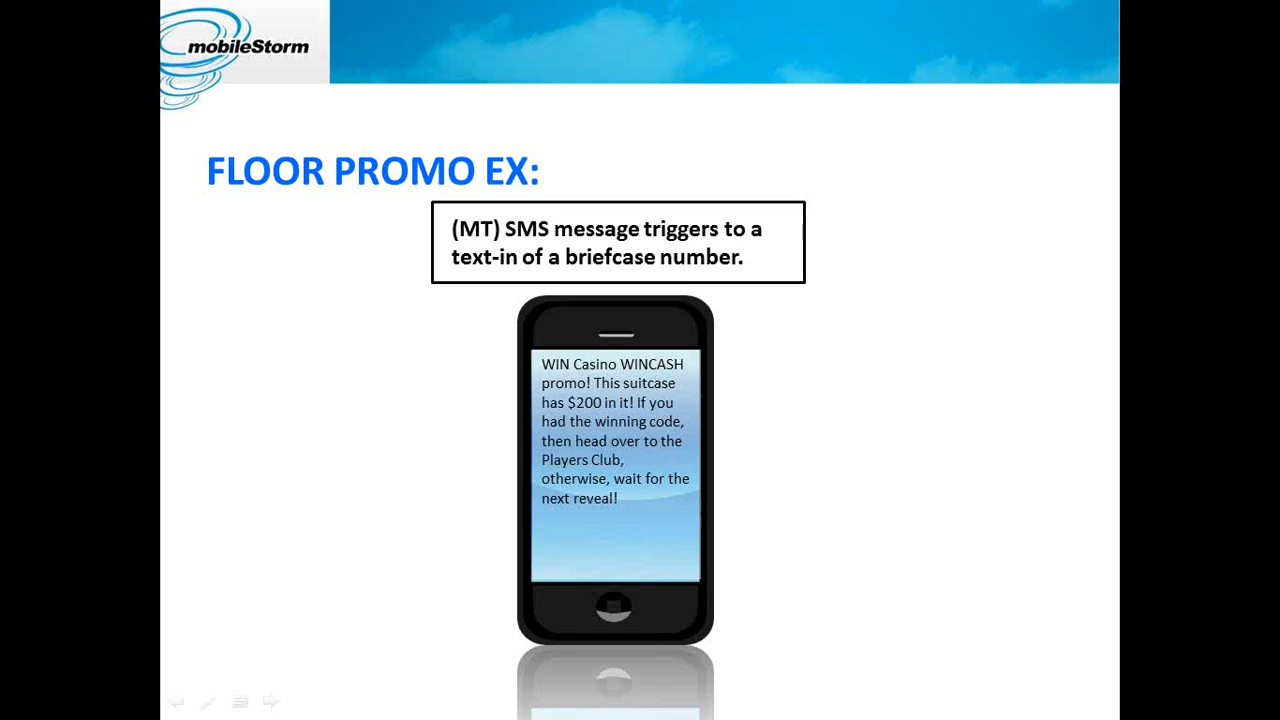 mobileStorm
FLOOR PROMO EX:
(MT) SMS message triggers to a
text-in of a briefcase number.
WIN Casino WINCASH
promo! This suitcase
has $200 in it! If you
had the winning code,
then head over to the
Players Club,
otherwise, wait for the
next reveal!